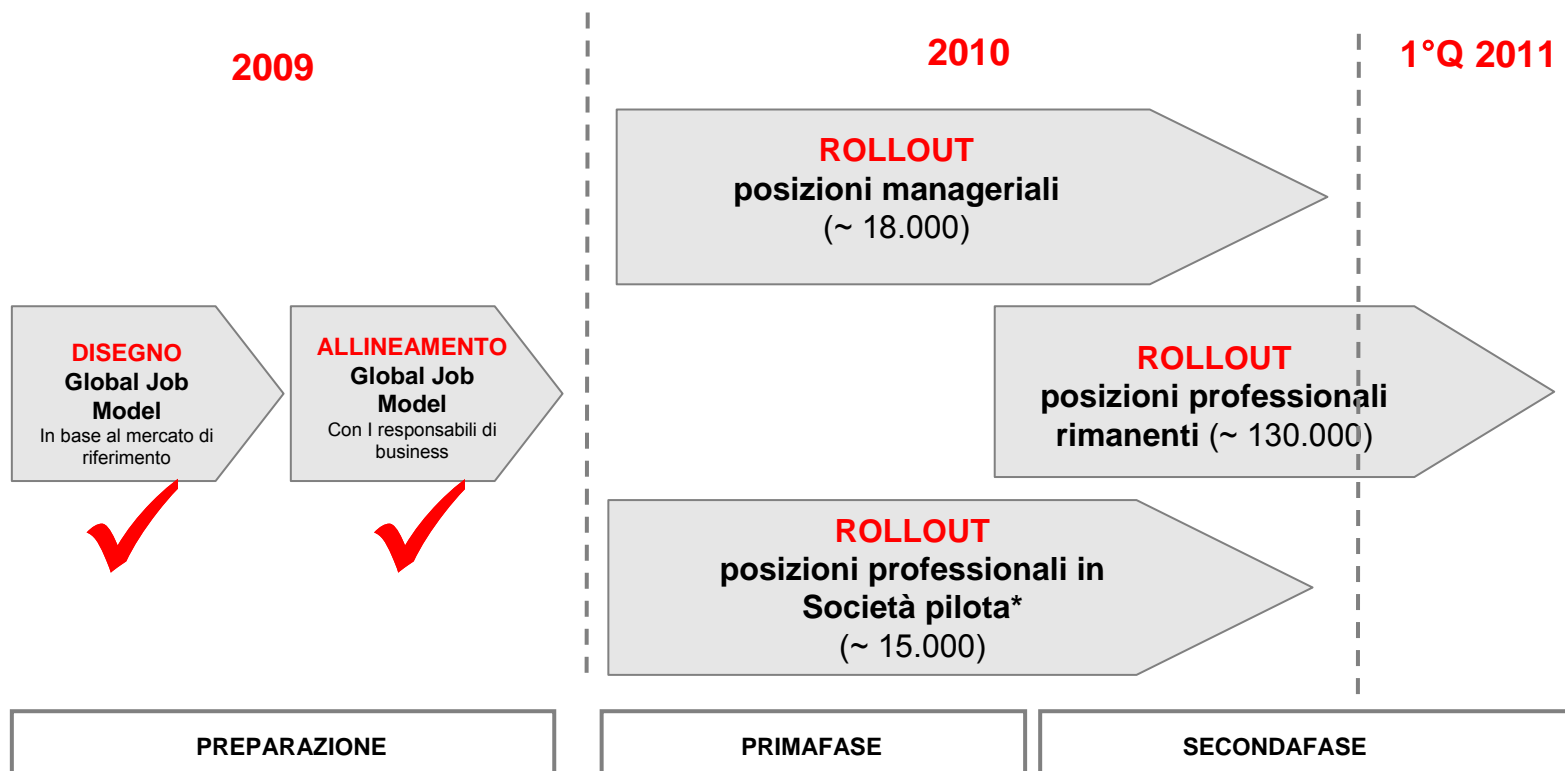 2009
2010
1°Q 2011
ROLLOUT
posizioni manageriali
(~ 18.000)
DISEGNO
Global Job
Model
In base al mercato di
riferimento
ALLINEAMENTO
Global Job
Model
Con I responsabili di
business
ROLLOUT
posizioni professionali
rimanenti (~ 130.000)
ROLLOUT
posizioni professionali in
Società pilota*
(~ 15.000)
PREPARAZIONE
PRIMAFASE
SECONDAFASE